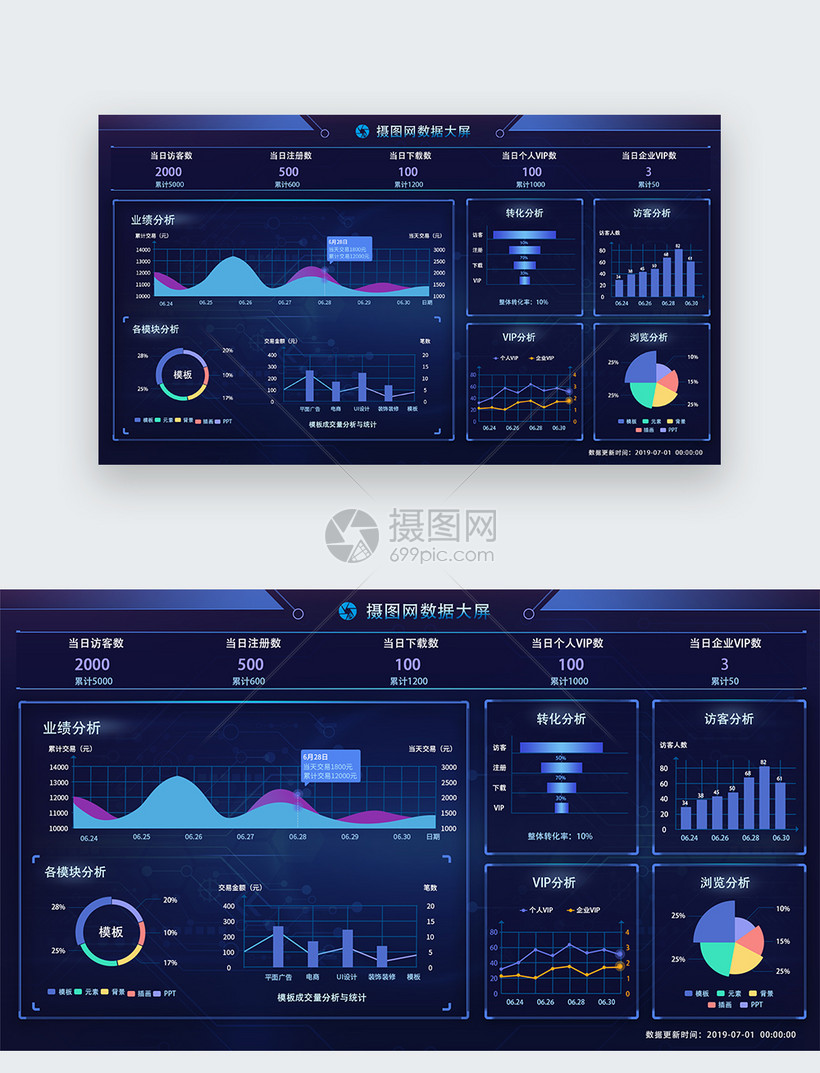 摄图网数据大屏
当日访客数 当日注册数 当日下载数 当日个人VIP数 当日企业VIP数
2000 500 100 100 3
累计5000 累计600 累计1200 累计1000 累计50
业绩分析
累计交易（元） 当天交易（元）
6月28日
当天交易1800元
累计交易12000元
14000 3000
13000 2500
12000 2000
11000 1500
10000 1000
06.24 06.25 06.26 06.27 06.28 06.29 06.30 日期
转化分析
访客
50%
注册
70%
下载
30%
VIP
整体转化率：10%
访客分析
访客人数
80
60
40
20
0
34 38 45 48 68 82 61
06.24 06.26 06.28 06.30
各模块分析
28% 20%
模板
10%
25% 17%
模板 元素 背景 插画 PPT
交易金额（元） 笔数
400 20
300 15
200 10
100 5
0 0
平面广告 电商 UI设计 装饰装修 模板
模板成交量分析与统计
VIP分析
个人VIP 企业VIP
80 4
60 3
40 2
20 1
0 0
06.24 06.26 06.28 06.30
浏览分析
25% 10%
15%
25% 25%
模板 元素 背景
插画 PPT
数据更新时间：2019-07-01 00:00:00
摄图网
699pic.com
摄图网数据大屏
当日访客数 当日注册数 当日下载数 当日个人VIP数 当日企业VIP数
2000 500 100 100 3
累计5000 累计600 累计1200 累计1000 累计50
业绩分析
累计交易（元） 当天交易（元）
6月28日
当天交易1800元
累计交易12000元
14000 3000
13000 2500
12000 2000
11000 1500
10000 1000
06.24 06.25 06.26 06.27 06.28 06.29 06.30 日期
转化分析
访客
50%
注册
70%
下载
30%
VIP
整体转化率：10%
访客分析
访客人数
80
60
40
20
0
34 38 45 48 68 82 61
06.24 06.26 06.28 06.30
各模块分析
28% 20%
模板
10%
25% 17%
模板 元素 背景 插画 PPT
交易金额（元） 笔数
400 20
300 15
200 10
100 5
0 0
平面广告 电商 UI设计 装饰装修 模板
模板成交量分析与统计
VIP分析
个人VIP 企业VIP
80 4
60 3
40 2
20 1
0 0
06.24 06.26 06.28 06.30
浏览分析
25% 10%
15%
25% 25%
模板 元素 背景
插画 PPT
数据更新时间：2019-07-01 00:00:00